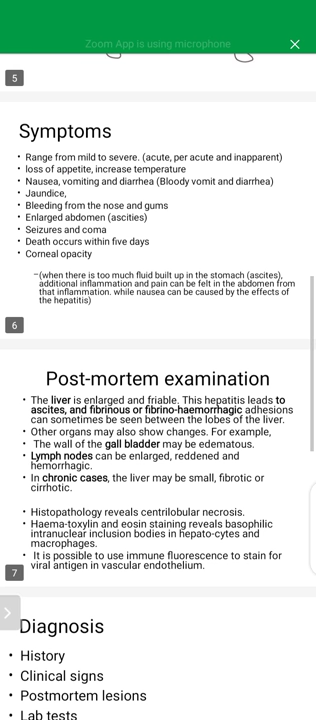 Zoom App is using microphone
5
Symptoms
• Range from mild to severe. (acute, per acute and inapparent)
• loss of appetite, increase temperature
• Nausea, vomiting and diarrhea (Bloody vomit and diarrhea)
• Jaundice,
• Bleeding from the nose and gums
• Enlarged abdomen (ascities)
• Seizures and coma
• Death occurs within five days
• Corneal opacity
–(when there is too much fluid built up in the stomach (ascites),
additional inflammation and pain can be felt in the abdomen from
that inflammation. while nausea can be caused by the effects of
the hepatitis)
6
Post-mortem examination
• The liver is enlarged and friable. This hepatitis leads to
ascites, and fibrinous or fibrino-haemorrhagic adhesions
can sometimes be seen between the lobes of the liver.
• Other organs may also show changes. For example,
• The wall of the gall bladder may be edematous.
• Lymph nodes can be enlarged, reddened and
hemorrhagic.
• In chronic cases, the liver may be small, fibrotic or
cirrhotic.
• Histopathology reveals centrilobular necrosis.
• Haema-toxylin and eosin staining reveals basophilic
intranuclear inclusion bodies in hepato-cytes and
macrophages.
• It is possible to use immune fluorescence to stain for
viral antigen in vascular endothelium.
7
Diagnosis
• History
• Clinical signs
• Postmortem lesions
• Lab tests